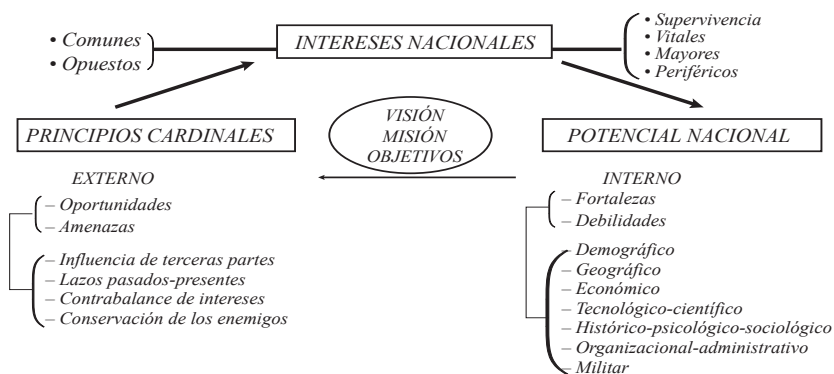 • Comunes
• Opuestos
INTERESES NACIONALES
• Supervivencia
• Vitales
• Mayores
• Periféricos
PRINCIPIOS CARDINALES
VISIÓN
MISIÓN
OBJETIVOS
POTENCIAL NACIONAL
EXTERNO
– Oportunidades
– Amenazas
– Influencia de terceras partes
– Lazos pasados-presentes
– Contrabalance de intereses
– Conservación de los enemigos
INTERNO
– Fortalezas
– Debilidades
– Demográfico
– Geográfico
– Económico
– Tecnológico-científico
– Histórico-psicológico-sociológico
– Organizacional-administrativo
– Militar